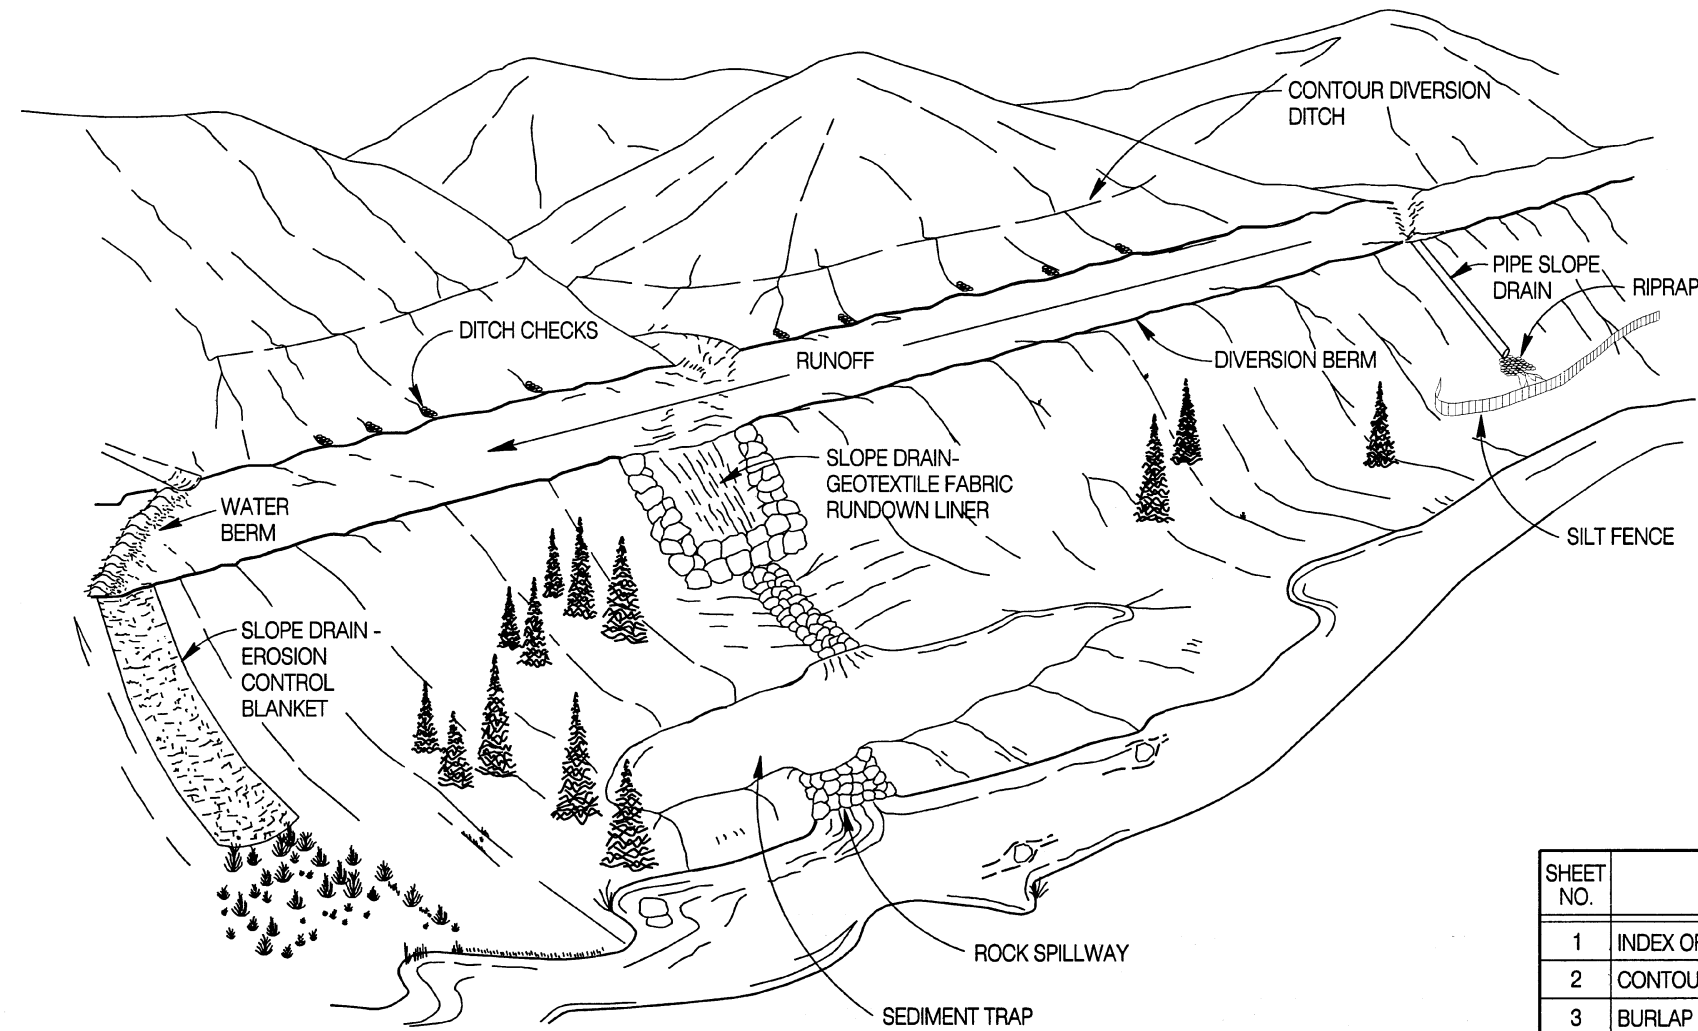 CONTOUR DIVERSION
DITCH
PIPE SLOPE
DRAIN
RIPRAP
DITCH CHECKS
RUNOFF
DIVERSION BERM
SLOPE DRAIN-
GEOTEXTILE FABRIC
RUNDOWN LINER
WATER
BERM
SILT FENCE
SLOPE DRAIN -
EROSION
CONTROL
BLANKET
ROCK SPILLWAY
SEDIMENT TRAP
SHEET
NO.
1 INDEX
2
3 BURLAP